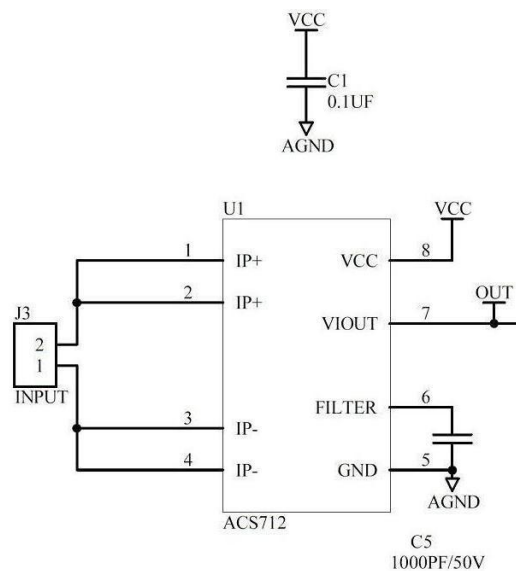 VCC
C1
0.1UF
AGND
U1
VCC
1
IP+
VCC
8
2
IP+
OUT
J3
VIOUT
7
2
1
INPUT
FILTER
6
3
IP-
4
IP-
GND
5
AGND
ACS712
C5
1000PF/50V